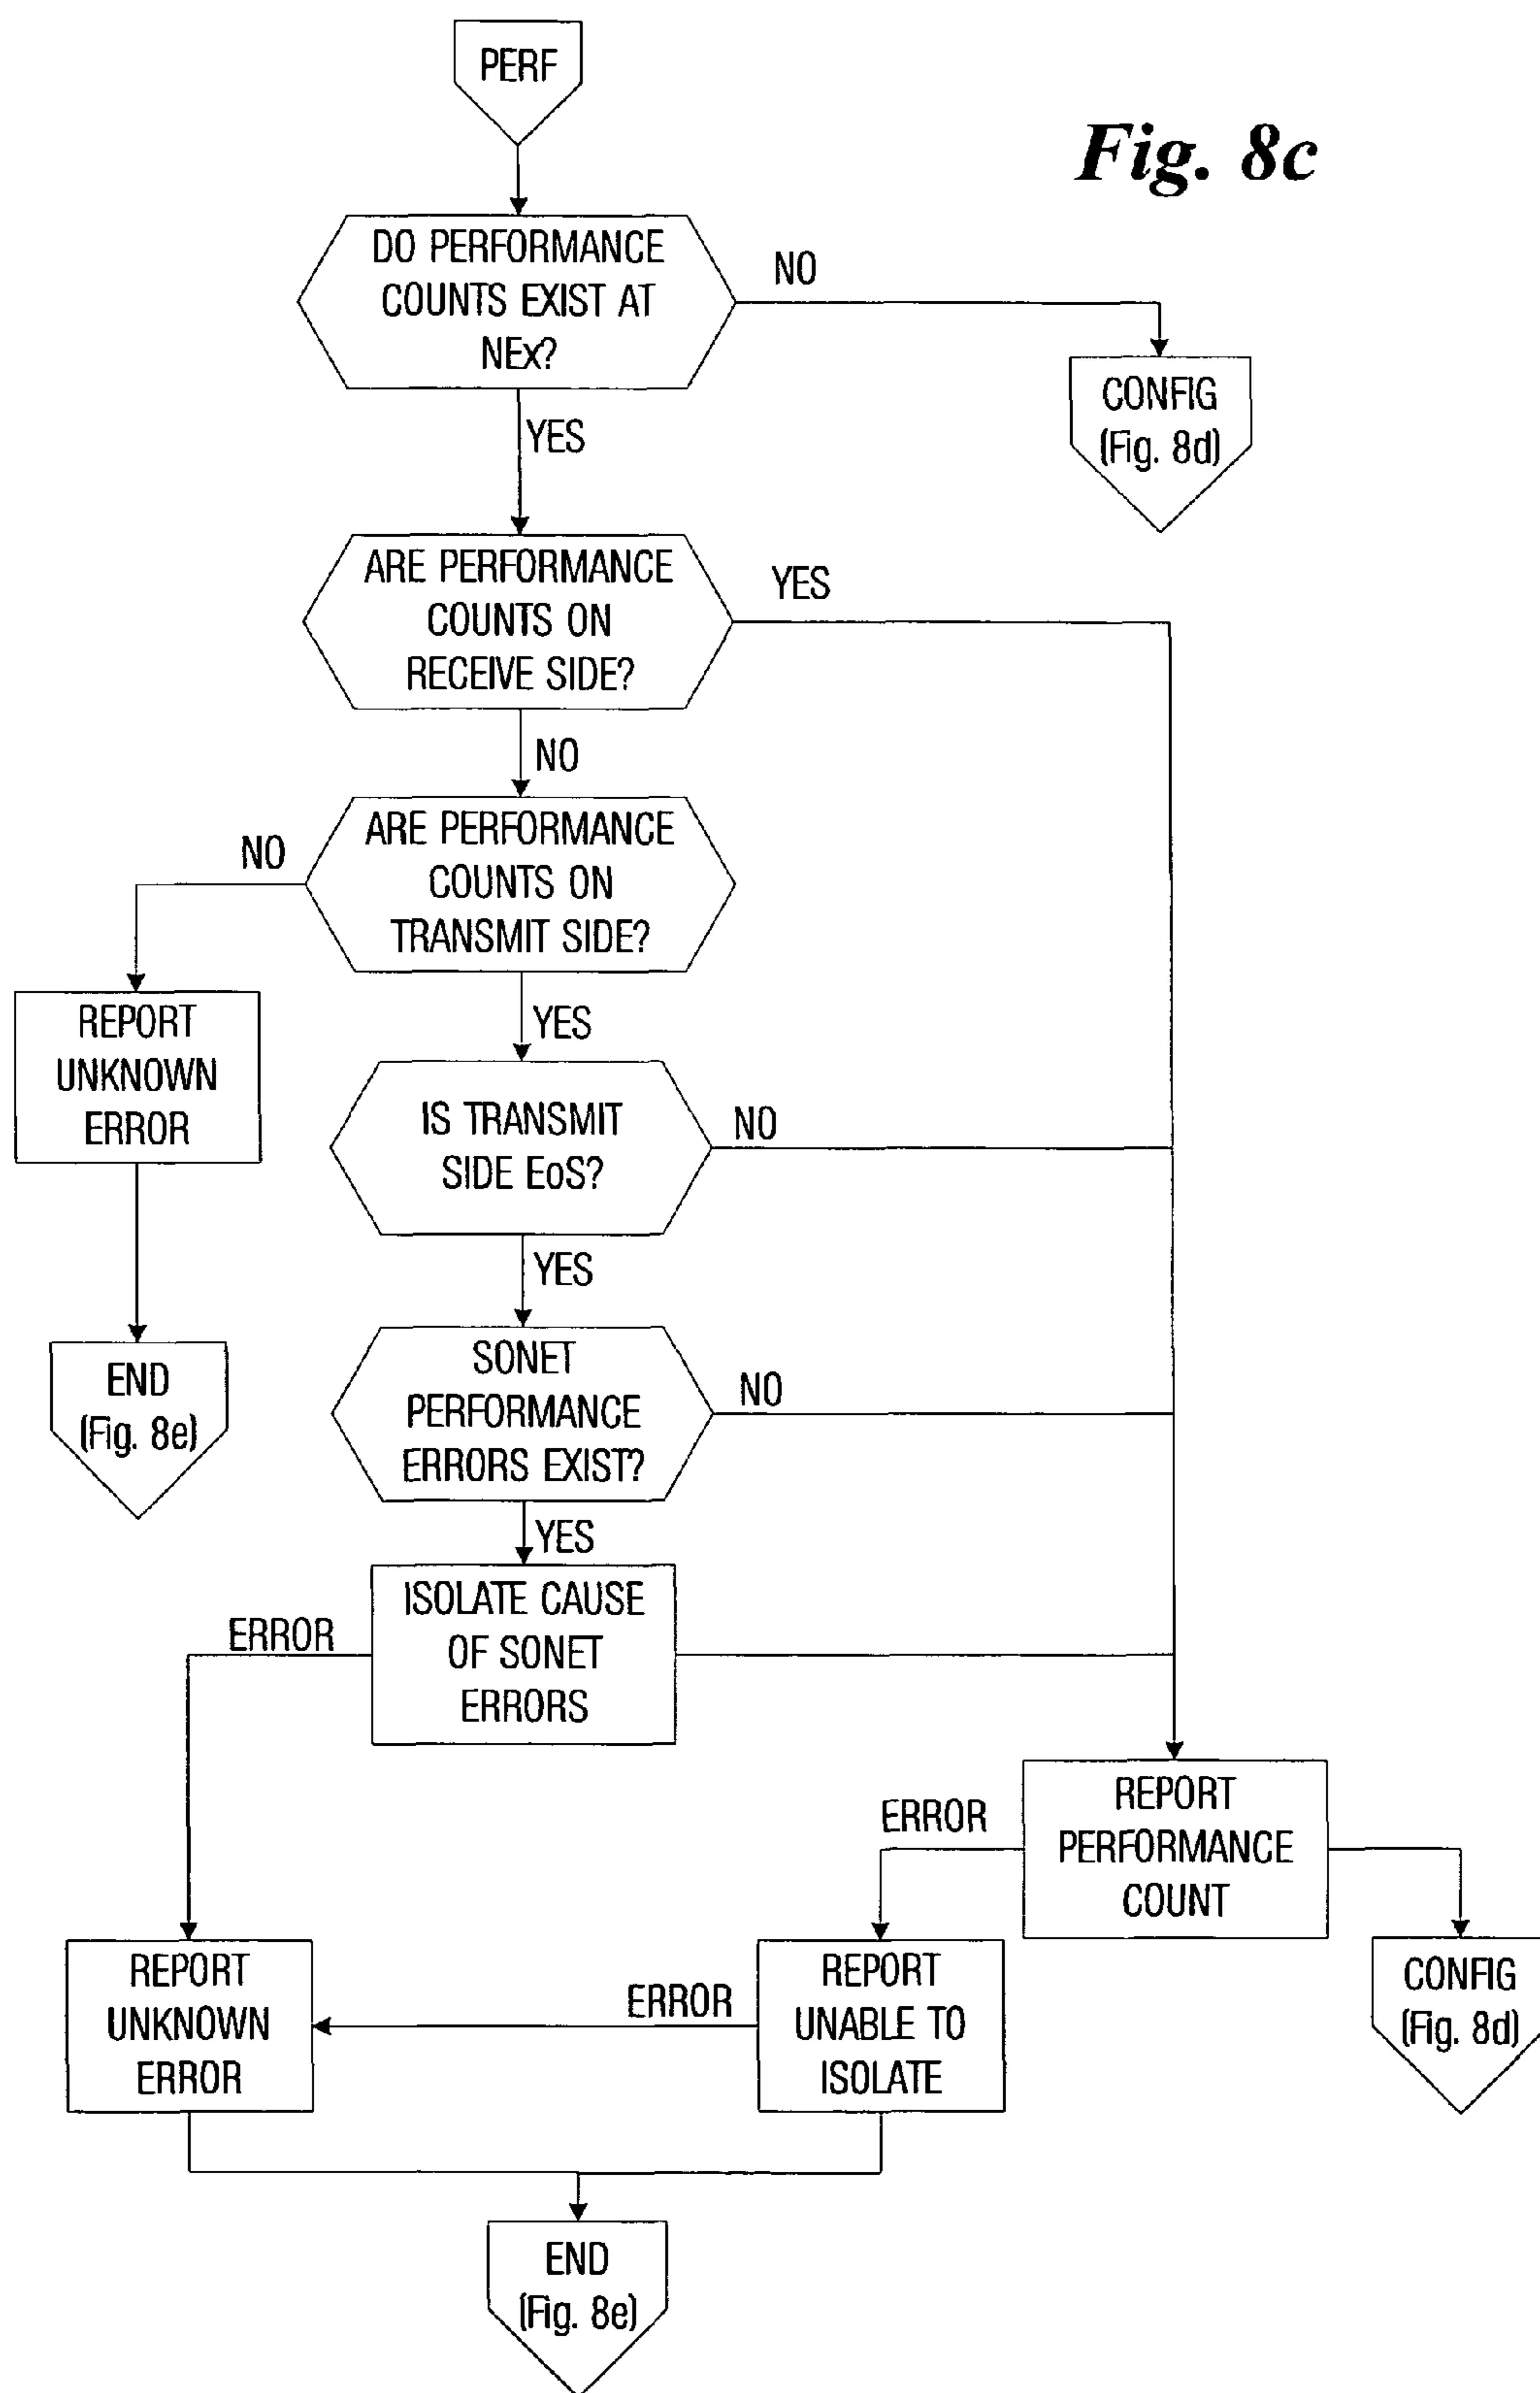 PERF
Fig. 8c
DO PERFORMANCE
COUNTS EXIST AT
NEx?
NO
CONFIG
(Fig. 8d)
YES
ARE PERFORMANCE
COUNTS ON
RECEIVE SIDE?
YES
NO
ARE PERFORMANCE
COUNTS ON
TRANSMIT SIDE?
NO
REPORT
UNKNOWN
ERROR
END
(Fig. 8e)
YES
IS TRANSMIT
SIDE EoS?
NO
YES
SONET
PERFORMANCE
ERRORS EXIST?
NO
YES
ISOLATE CAUSE
OF SONET
ERRORS
ERROR
REPORT
PERFORMANCE
COUNT
ERROR
CONFIG
(Fig. 8d)
REPORT
UNABLE TO
ISOLATE
ERROR
REPORT
UNKNOWN
ERROR
END
(Fig. 8e)